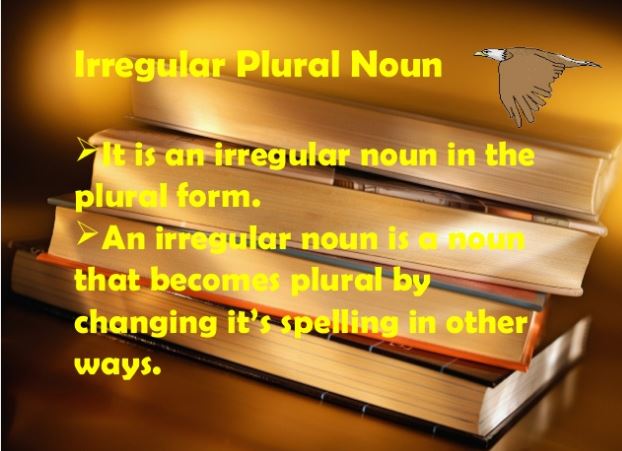 Irregular Plural Noun
➢It is an irregular noun in the
plural form.
➢An irregular noun is a noun
that becomes plural by
changing it's spelling in other
ways.